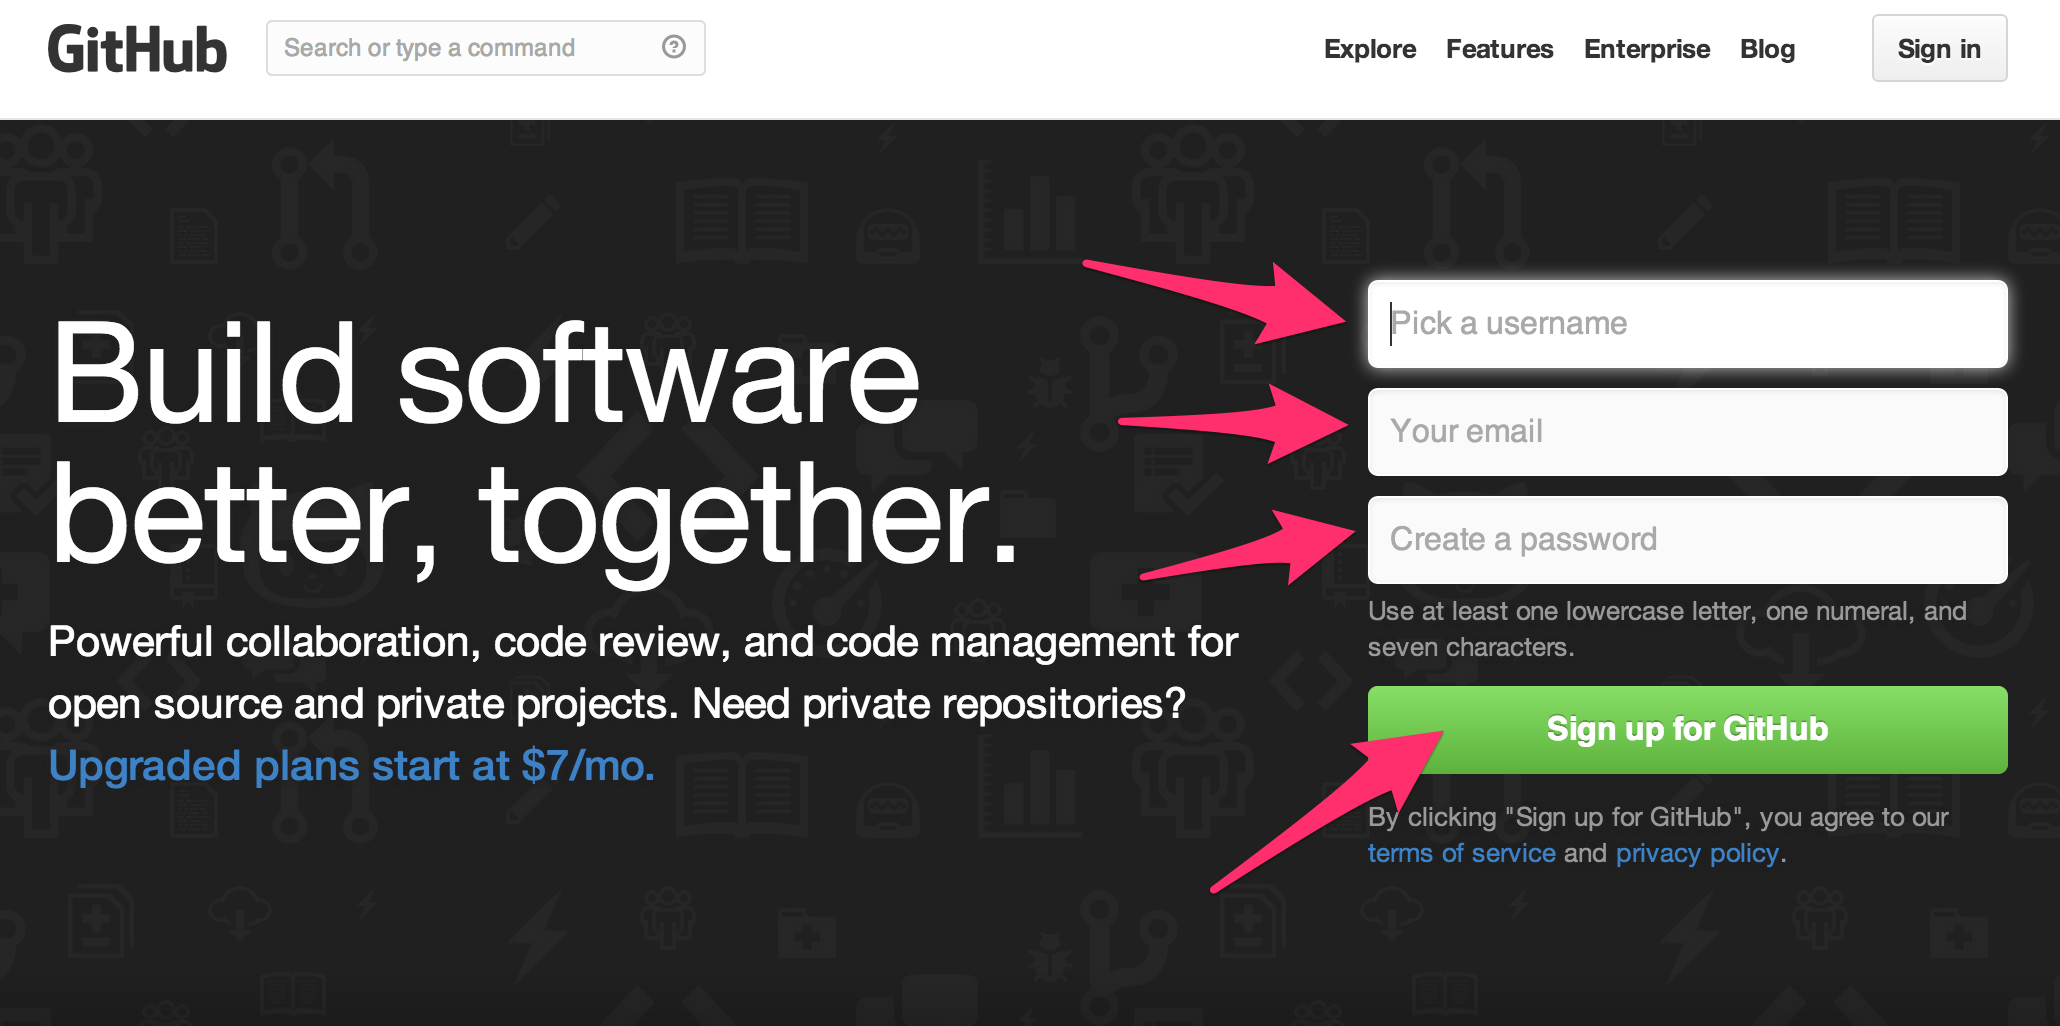 GitHub
Search or type a command
Explore Features Enterprise Blog Sign in
Build software
better, together.
Powerful collaboration, code review, and code management for
open source and private projects. Need private repositories?
Upgraded plans start at $7/mo.
Pick a username
Your email
Create a password
Use at least one lowercase letter, one numeral, and
seven characters.
Sign up for GitHub
By clicking "Sign up for GitHub", you agree to our
terms of service and privacy policy.